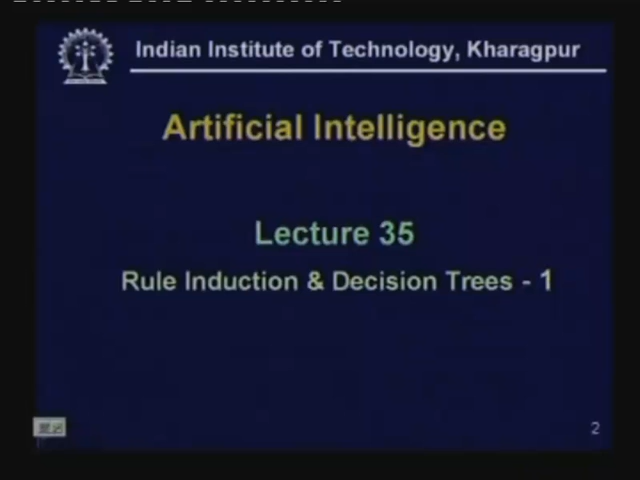 Indian Institute of Technology, Kharagpur
Artificial Intelligence
Lecture 35
Rule Induction & Decision Trees - 1
2